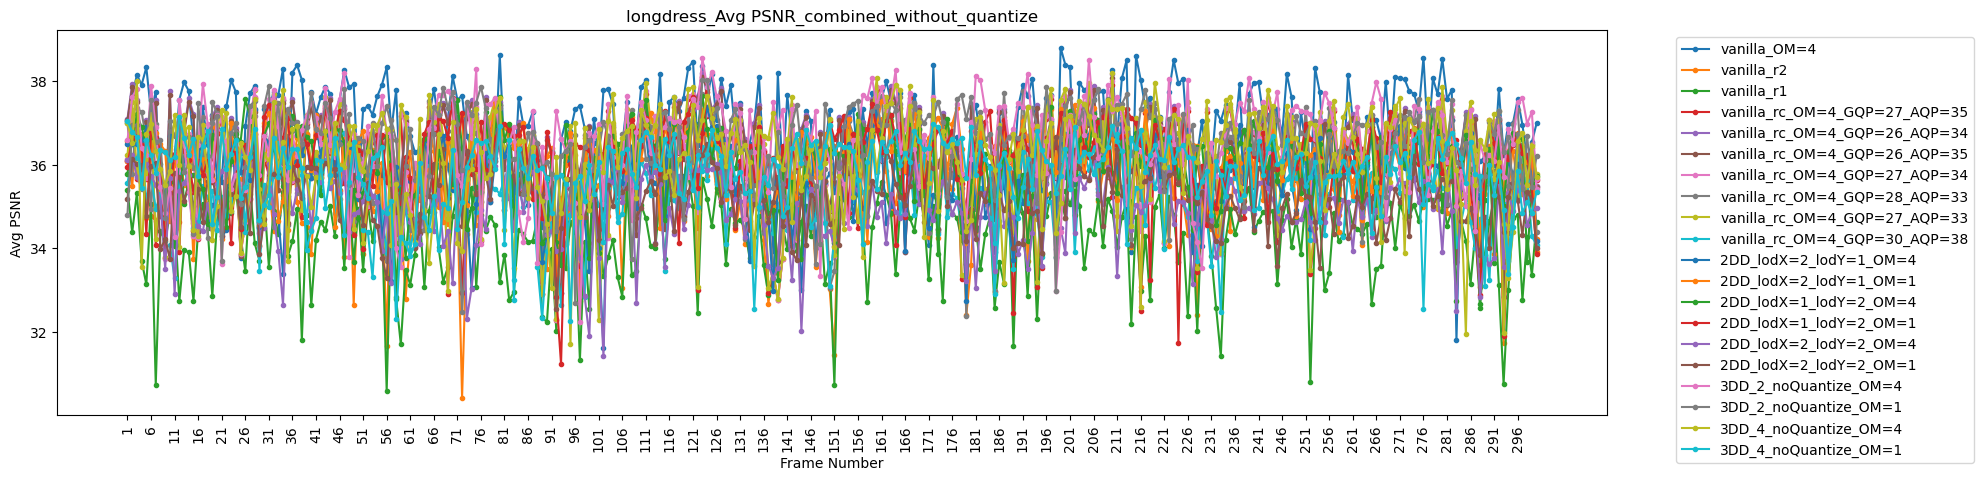 longdress_Avg PSNR_combined_without_quantize
Avg PSNR
38
36
34
32
1 6 11 16 21 26 31 36 41 46 51 56 61 66 71 76 81 86 91 96 101 106 111 116 121 126 131 136 141 146 151 156 161 166 171 176 181 186 191 196 201 206 211 216 221 226 231 236 241 246 251 256 261 266 271 276 281 286 291 296
Frame Number
vanilla_OM=4
vanilla_r2
vanilla_r1
vanilla_rc_OM=4_GQP=27_AQP=35
vanilla_rc_OM=4_GQP=26_AQP=34
vanilla_rc_OM=4_GQP=26_AQP=35
vanilla_rc_OM=4_GQP=27_AQP=34
vanilla_rc_OM=4_GQP=28_AQP=33
vanilla_rc_OM=4_GQP=27_AQP=33
vanilla_rc_OM=4_GQP=30_AQP=38
2DD_lodX=2_lodY=1_OM=4
2DD_lodX=2_lodY=1_OM=1
2DD_lodX=1_lodY=2_OM=4
2DD_lodX=1_lodY=2_OM=1
2DD_lodX=2_lodY=2_OM=4
2DD_lodX=2_lodY=2_OM=1
3DD_2_noQuantize_OM=4
3DD_2_noQuantize_OM=1
3DD_4_noQuantize_OM=4
3DD_4_noQuantize_OM=1